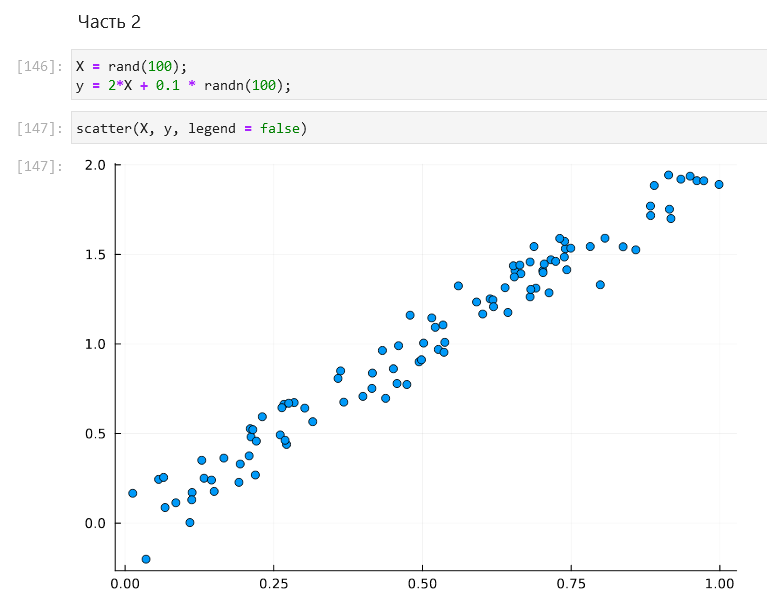 Часть 2
[146]: X = rand(100);
y = 2*X + 0.1 * randn(100);
[147]: scatter(X, y, legend = false)
[147]:
2.0
1.5
1.0
0.5
0.0
0.00 0.25 0.50 0.75 1.00